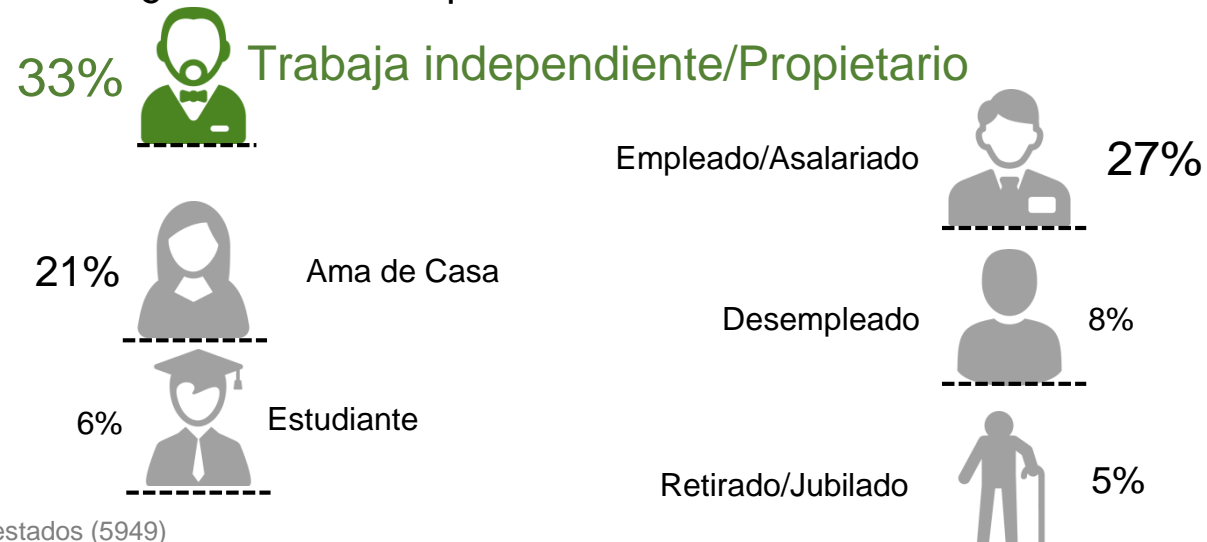 33%
Trabaja independiente/Propietario
Empleado/Asalariado
27%
21%
Ama de Casa
Desempleado
8%
6%
Estudiante
Retirado/Jubilado
5%
estados (5949)